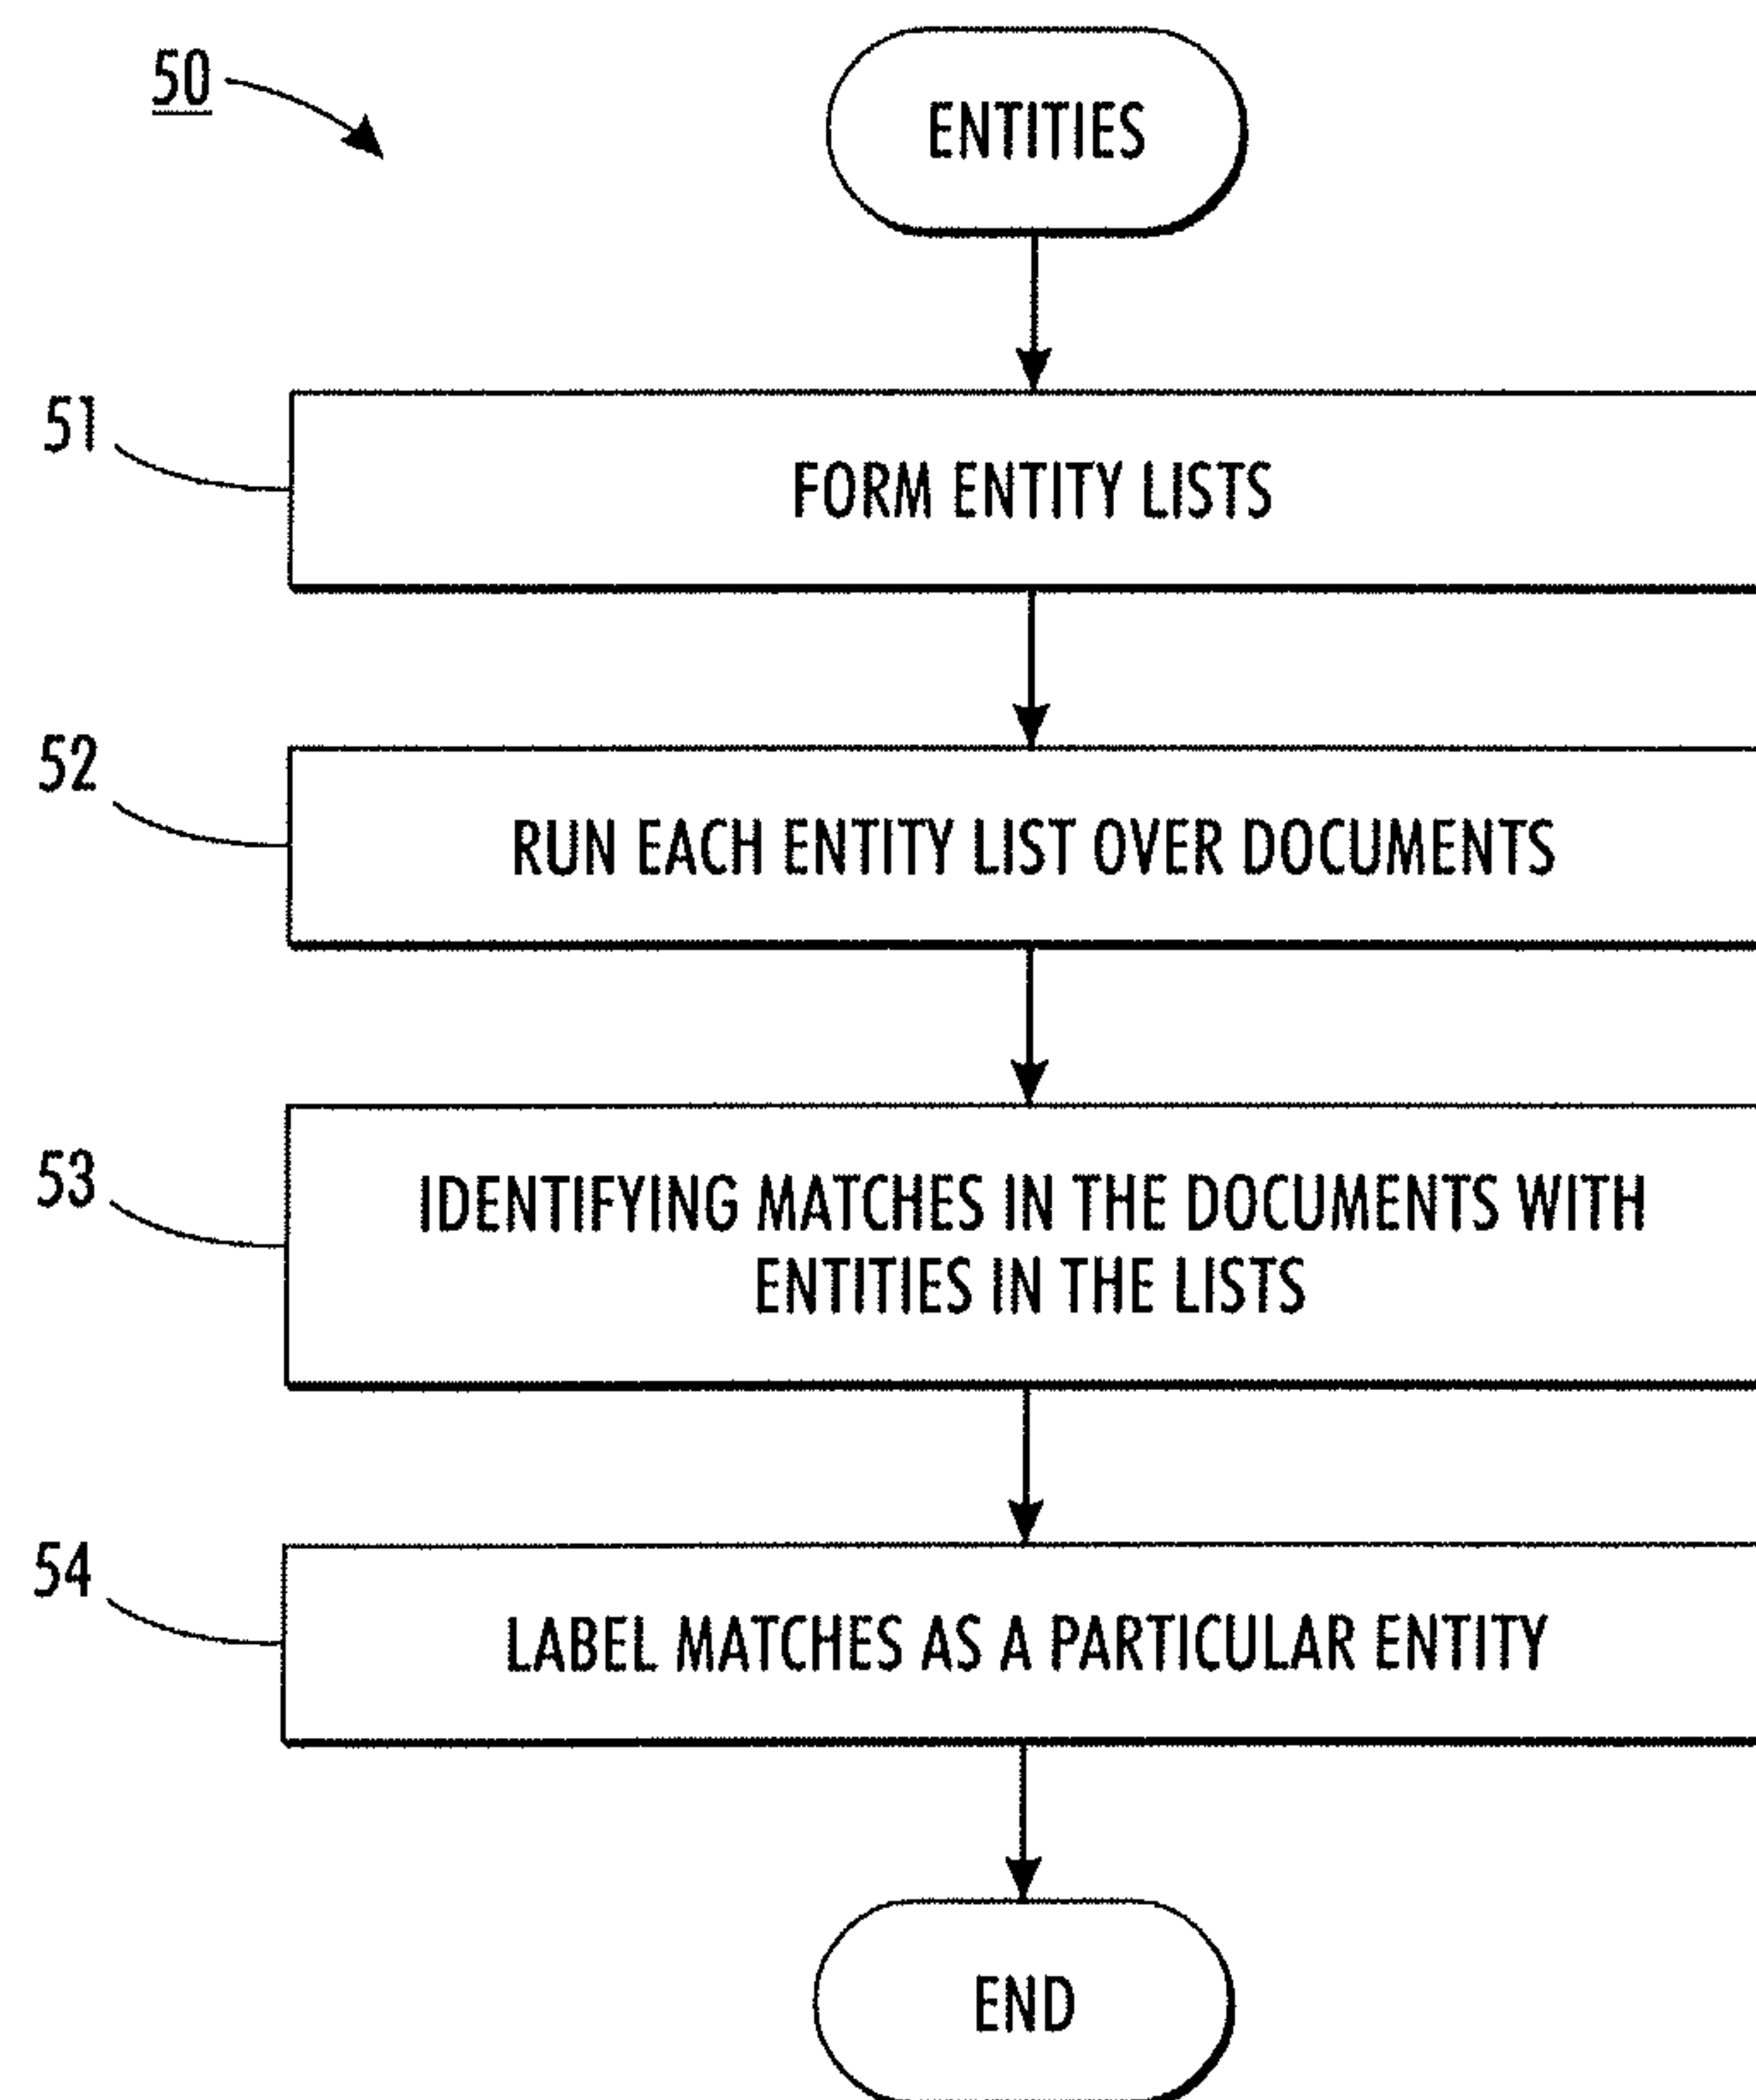 50
ENTITIES
51
FORM ENTITY LISTS
52
RUN EACH ENTITY LIST OVER DOCUMENTS
53
IDENTIFYING MATCHES IN THE DOCUMENTS WITH
ENTITIES IN THE LISTS
54
LABEL MATCHES AS A PARTICULAR ENTITY
END